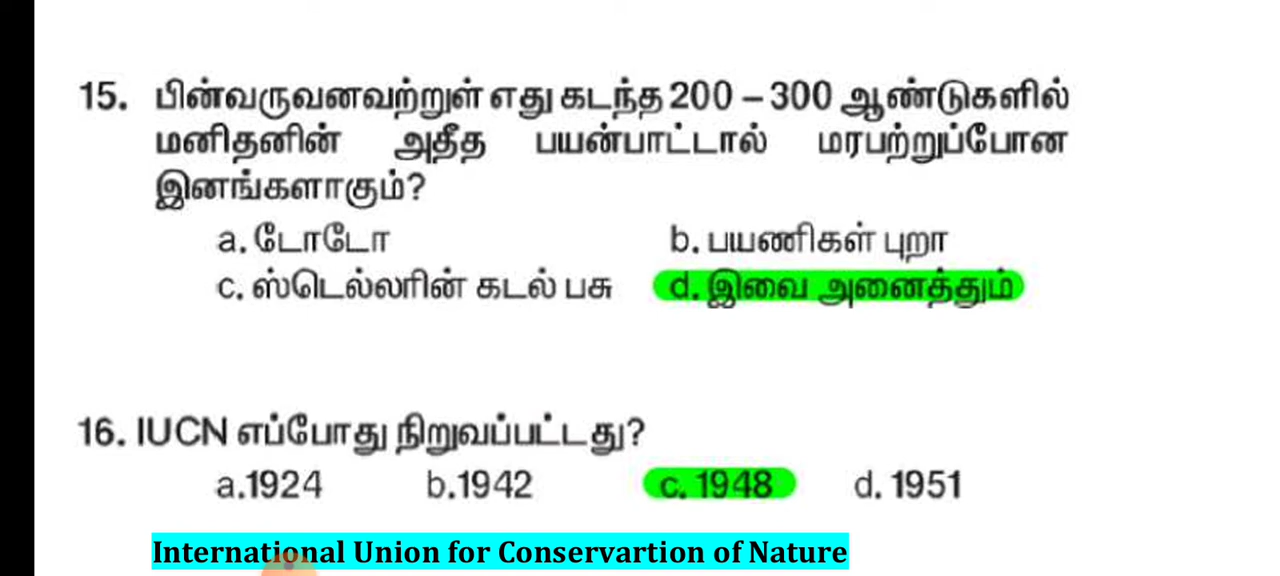 15. பின்வருவனவற்றுள் எது கடந்த 200 – 300 ஆண்டுகளில்
மனிதனின் அதீத பயன்பாட்டால் மரபற்றுப்போன
இனங்களாகும்?
a. டோடோ b. பயணிகள் புறா
c. ஸ்டெல்லரின் கடல் பசு d. இவை அனைத்தும்
16. IUCN எப்போது நிறுவப்பட்டது?
a.1924 b.1942 c. 1948 d. 1951
International Union for Conservartion of Nature